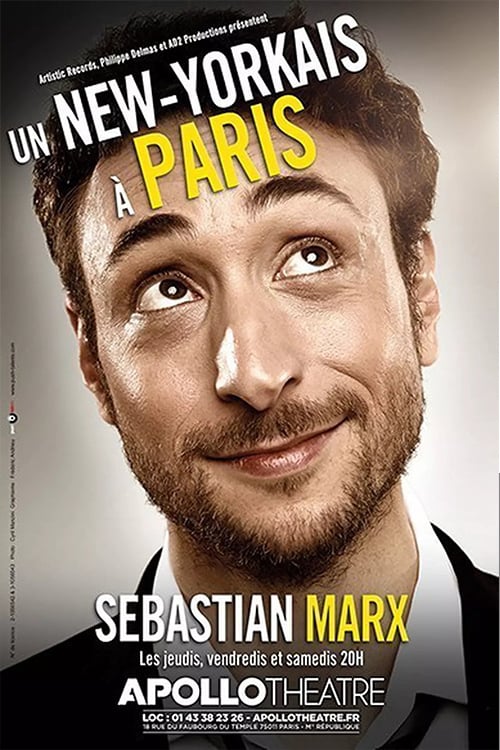 Artistic Records, Philippe Delmas et AD2 Productions présentent
UN NEW-YORKAIS
À PARIS
SEBASTIAN MARX
Les jeudis, vendredis et samedis 20H
APOLLOTHEATRE
LOC : 01 43 38 23 26 - APOLLOTHEATRE.FR
18 RUE DU FAUBOURG DU TEMPLE 75011 PARIS - M° RÉPUBLIQUE